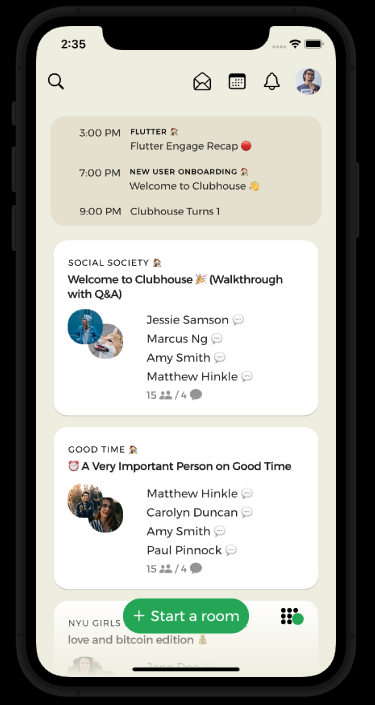 2:35
3:00 PM FLUTTER 🏠
Flutter Engage Recap 🔴
7:00 PM NEW USER ONBOARDING 🏠
Welcome to Clubhouse 👋
9:00 PM Clubhouse Turns 1
SOCIAL SOCIETY 🏠
Welcome to Clubhouse 🎉 (Walkthrough
with Q&A)
Jessie Samson 💬
Marcus Ng 💬
Amy Smith 💬
Matthew Hinkle 💬
15 / 4
GOOD TIME 🏠
⏰ A Very Important Person on Good Time
Matthew Hinkle 💬
Carolyn Duncan 💬
Amy Smith 💬
Paul Pinnock 💬
15 / 4
NYU GIRLS
+ Start a room
love and bitcoin edition 💰
Jane Doe